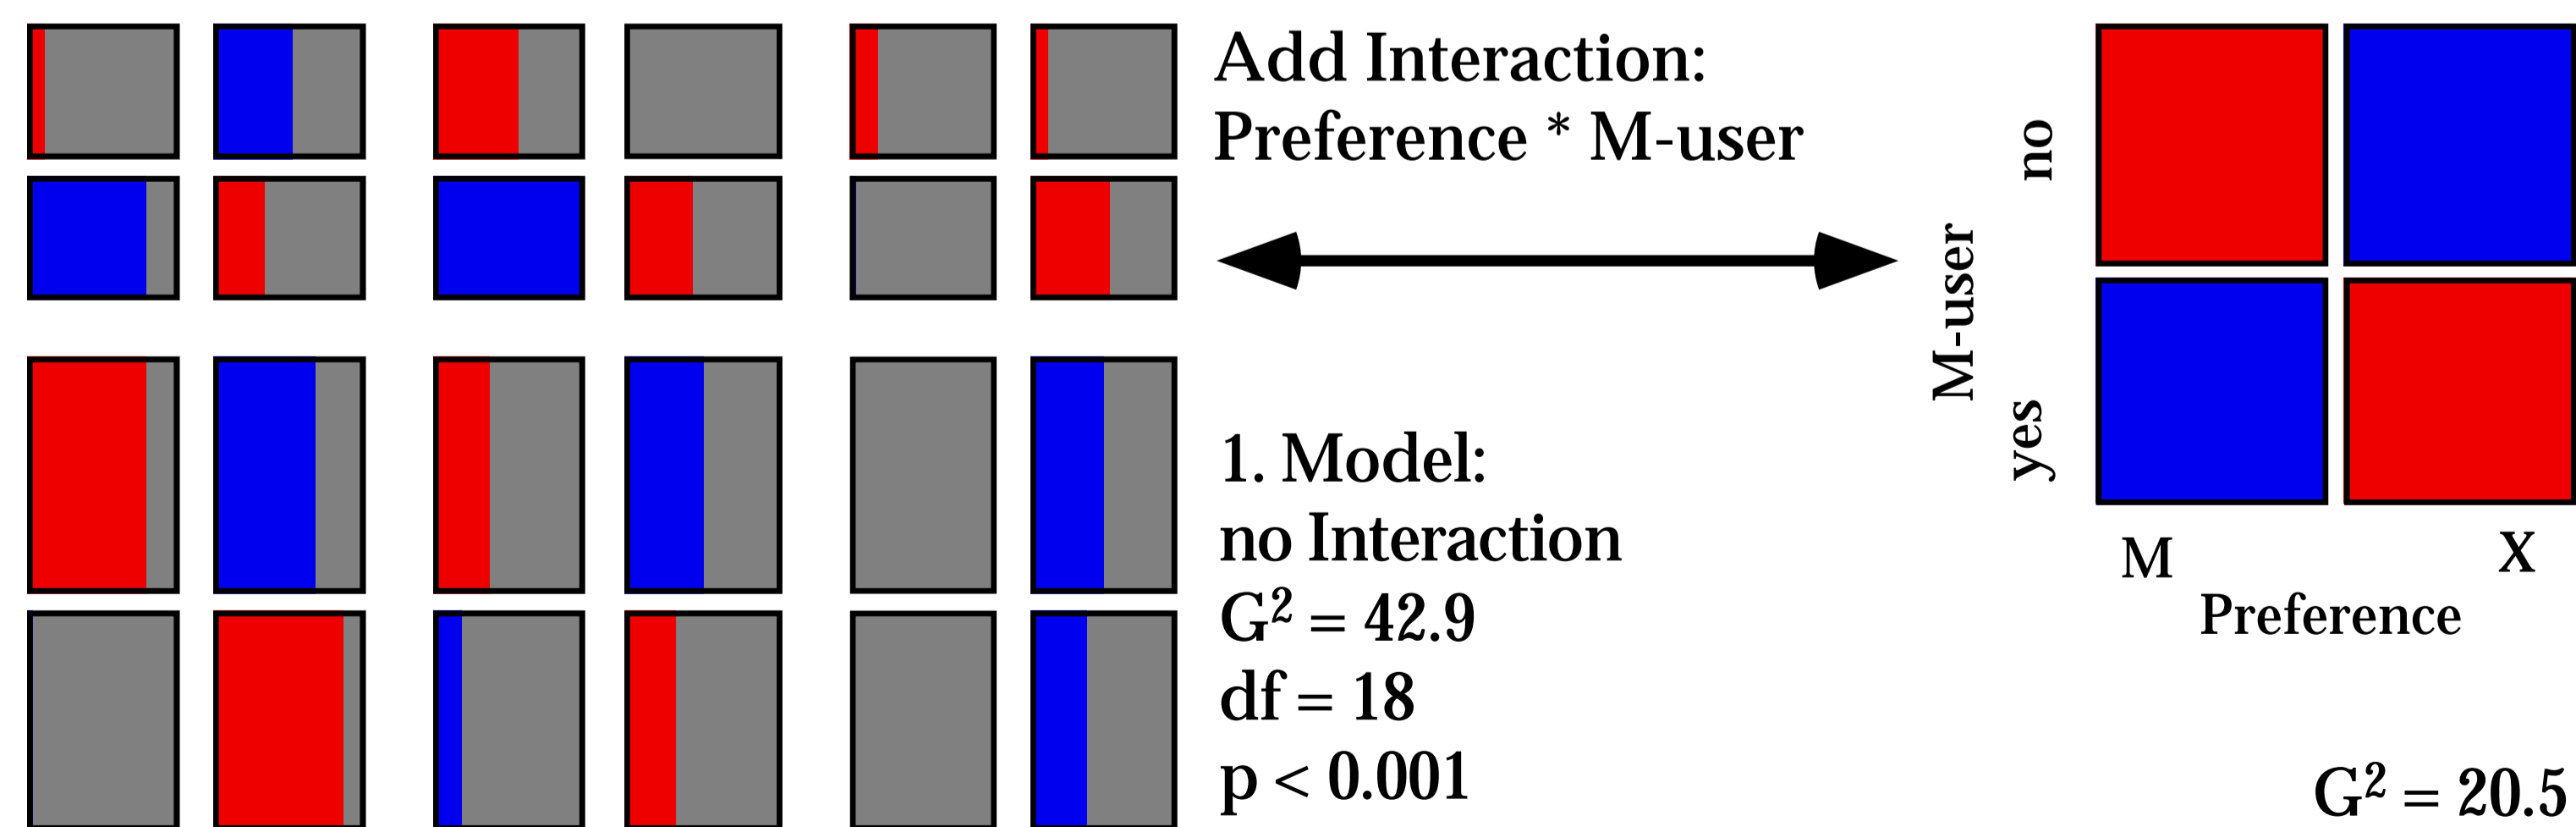 Add Interaction:
Preference * M-user
1. Model:
no Interaction
G² = 42.9
df = 18
p < 0.001
M-user
no
yes
M
X
Preference
G² = 20.5